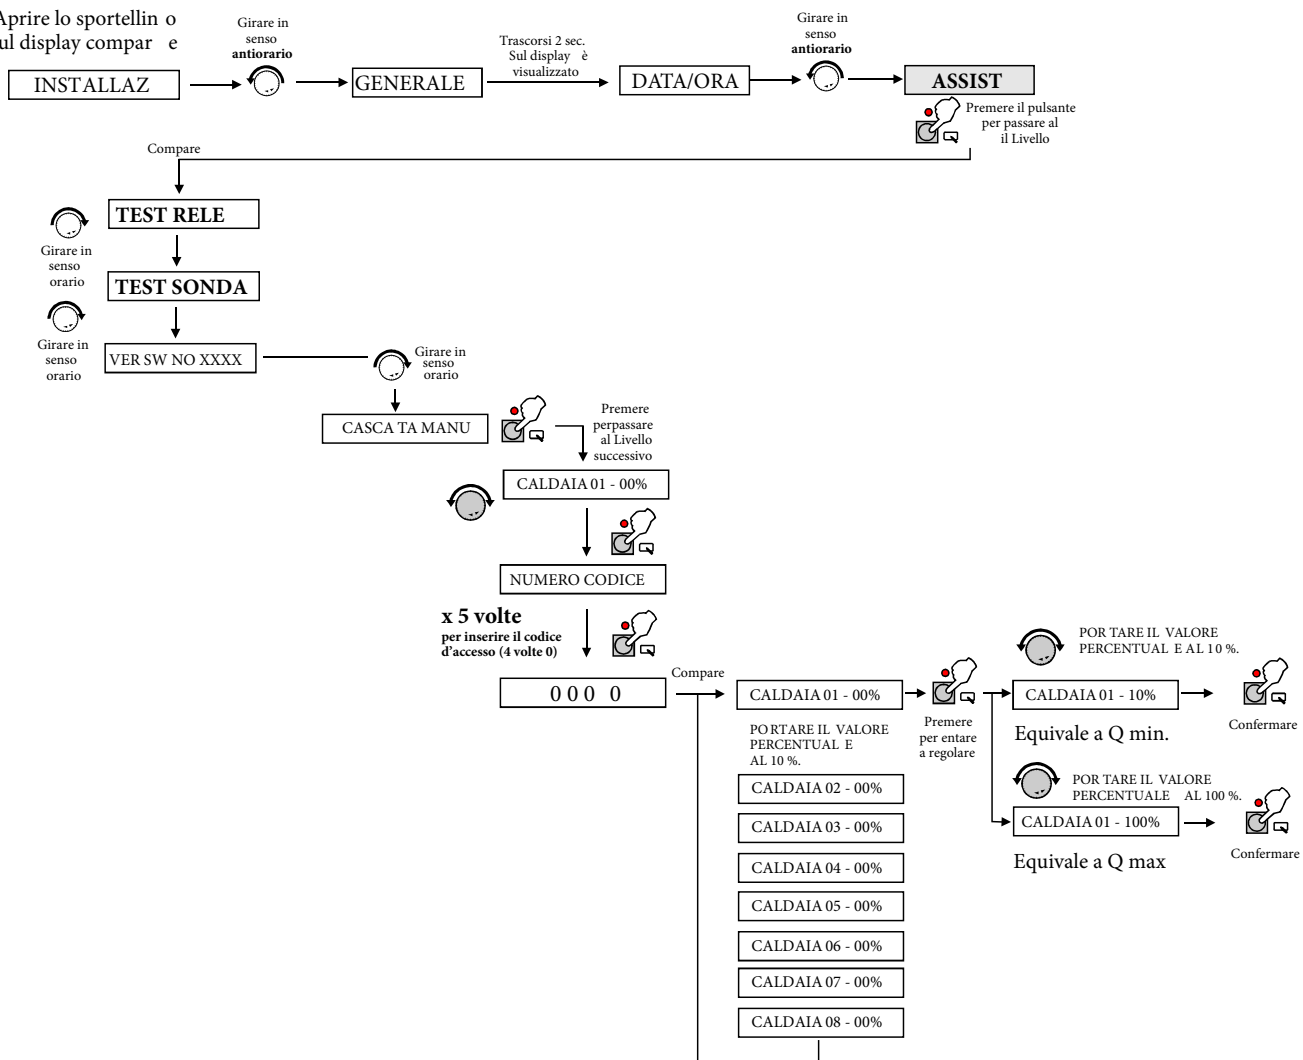 Aprire lo sportellin o
ul display compar e
Girare in
senso
antiorario
Trascorsi 2 sec.
Sul display è
visualizzato
Girare in
senso
antiorario
INSTALLAZ
GENERALE
DATA/ORA
ASSIST
Premere il pulsante
per passare al
il Livello
Compare
TEST RELE
Girare in
senso
orario
TEST SONDA
Girare in
senso
orario
VER SW NO XXXX
Girare in
senso
orario
CASCA TA MANU
Premere
perpassare
al Livello
successivo
CALDAIA 01 - 00%
NUMERO CODICE
x 5 volte
per inserire il codice
d'accesso (4 volte 0)
000 0
Compare
CALDAIA 01 - 00%
PO RTARE IL VALORE
PERCENTUAL E
AL 10 %.
Premere
per entare
a regolare
POR TARE IL VALORE
PERCENTUAL E AL 10 %.
CALDAIA 01 - 10%
Confermare
Equivale a Q min.
POR TARE IL VALORE
PERCENTUALE AL 100 %.
CALDAIA 01 - 100%
Confermare
Equivale a Q max
CALDAIA 02 - 00%
CALDAIA 03 - 00%
CALDAIA 04 - 00%
CALDAIA 05 - 00%
CALDAIA 06 - 00%
CALDAIA 07 - 00%
CALDAIA 08 - 00%